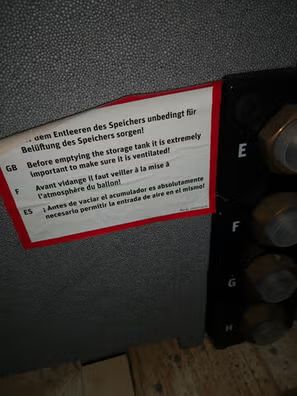 dem Entleeren des Speichers unbedingt für
Belüftung des Speichers sorgen!
GB Before emptying the storage tank it is extremely
important to make sure it is ventilated!
F Avant vidange il faut veiller à la mise à
l'atmosphère du ballon!
ES ¡ Antes de vaciar el acumulador es absolutamente
necesario permitir la entrada de aire en el mismo!
E
F
G
H